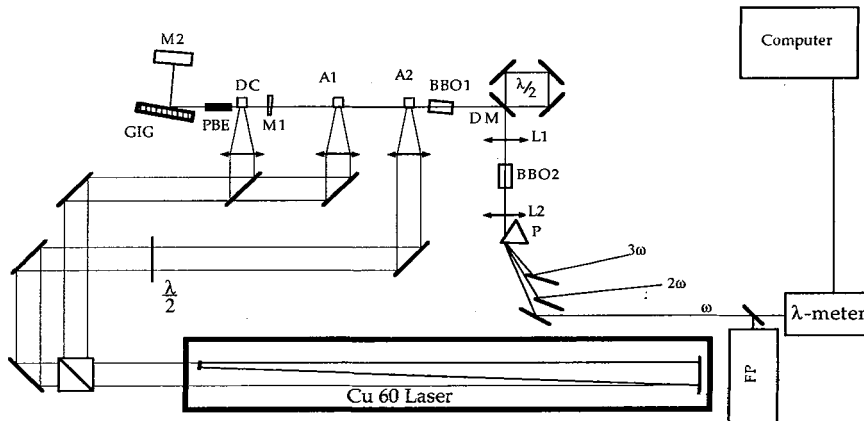 M2
Computer
DC
A1
A2
BBO1
λ/2
GIG
PBE
M1
DM
L1
BBO2
L2
P
3ω
2ω
λ/2
ω
λ-meter
FP
Cu 60 Laser